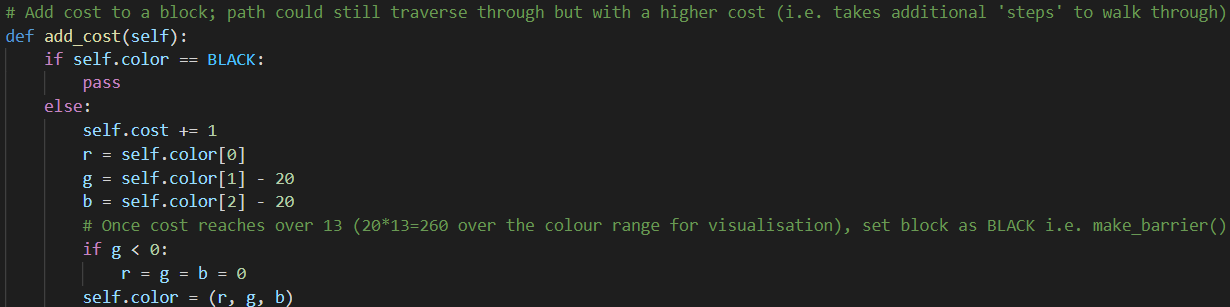 # Add cost to a block; path could still traverse through but with a higher cost (i.e. takes additional 'steps' to walk through)
def add_cost(self):
    if self.color == BLACK:
        pass
    else:
        self.cost += 1
        r = self.color[0]
        g = self.color[1] - 20
        b = self.color[2] - 20
        # Once cost reaches over 13 (20*13=260 over the colour range for visualisation), set block as BLACK i.e. make_barrier()
        if g < 0:
            r = g = b = 0
        self.color = (r, g, b)